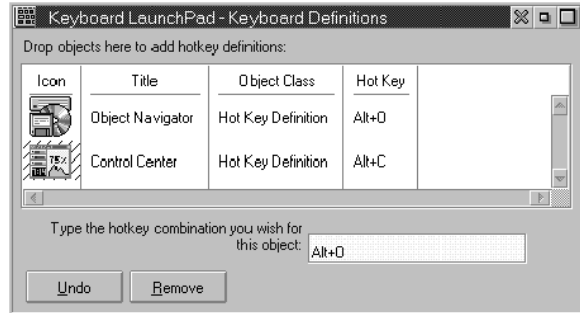 Keyboard LaunchPad - Keyboard Definitions
Drop objects here to add hotkey definitions:
Icon Title Object Class Hot Key
Object Navigator Hot Key Definition Alt+O
75%
Control Center Hot Key Definition Alt+C
Type the hotkey combination you wish for
this object: Alt+O
Undo Remove